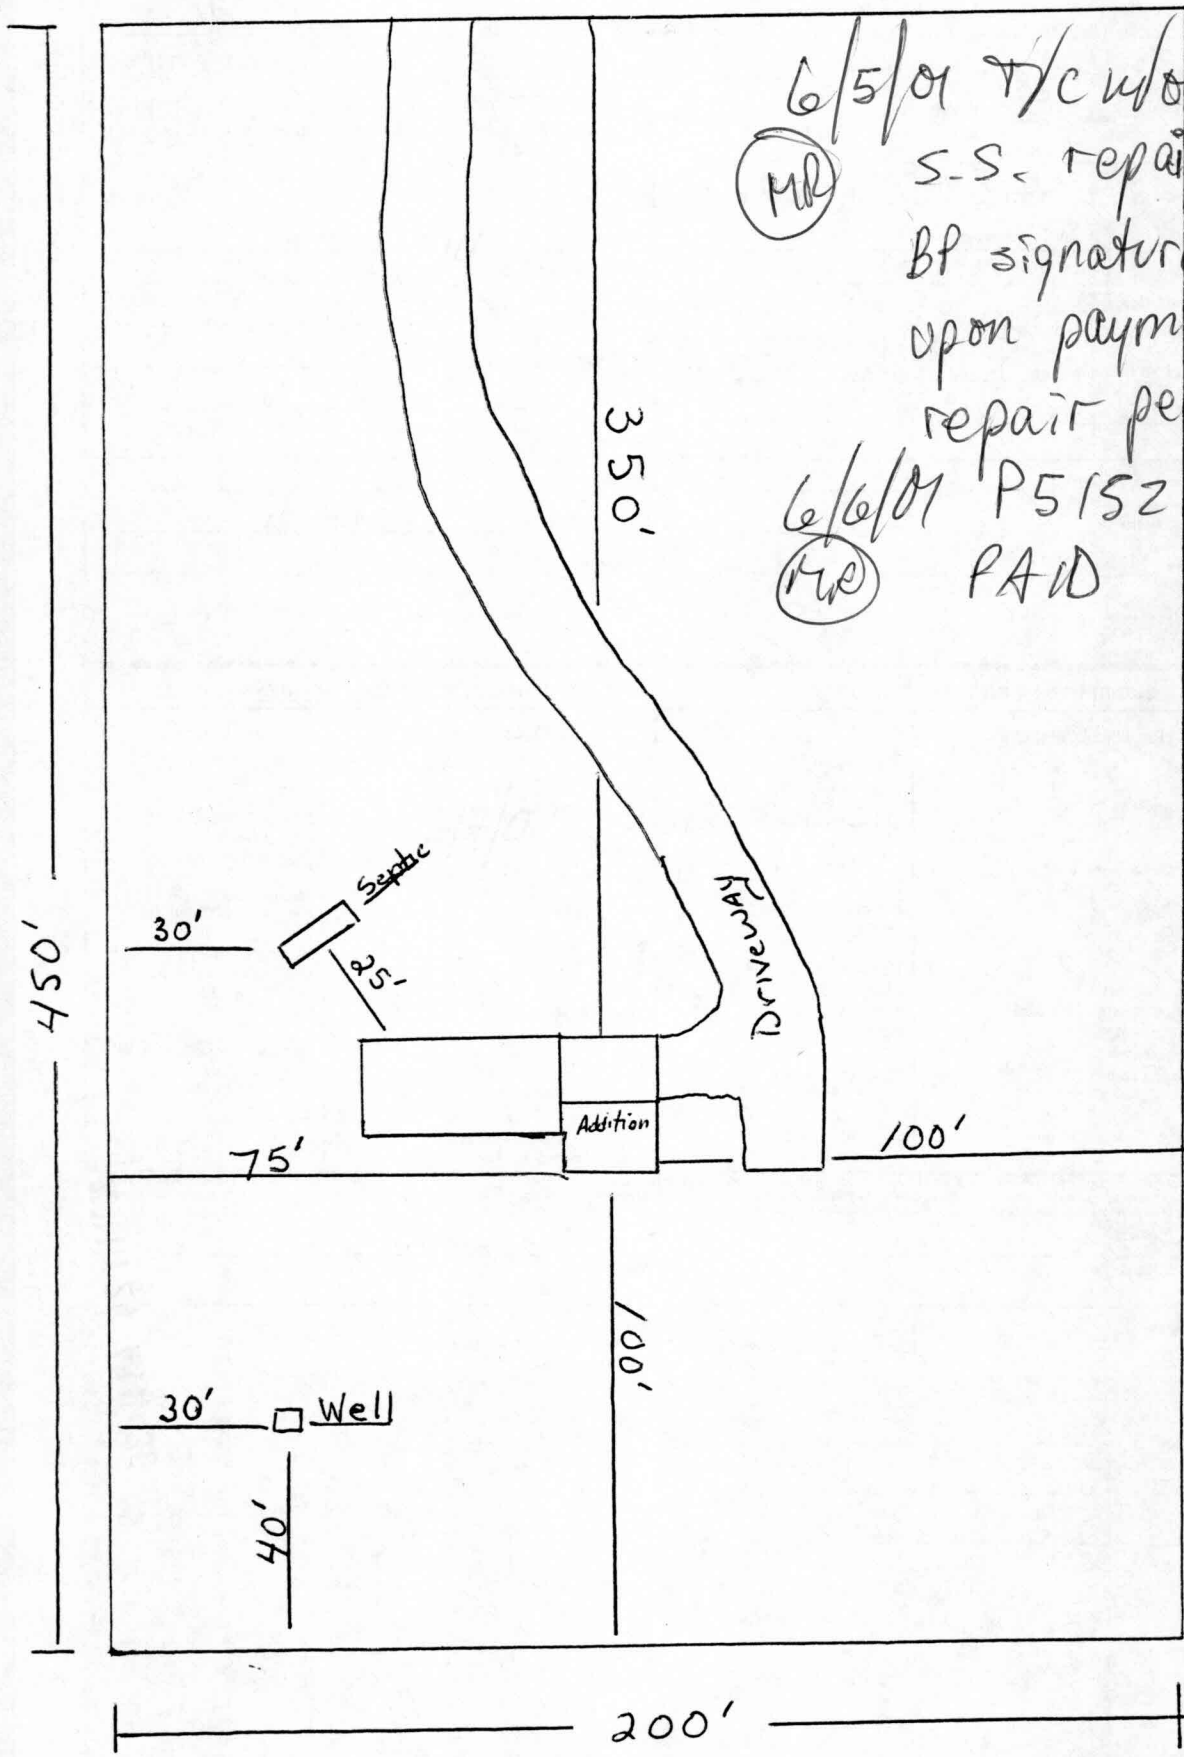 6/5/01 T/C w/o
MR S.S. repai
BP signatur
upon paym
repair pe
6/6/01 P5152
MR PAID
350'
Septic
30'
25'
450'
Driveway
Addition
75'
100'
100'
30'
Well
40'
200'